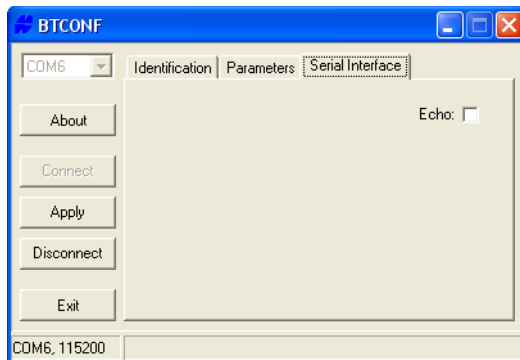 BTCONF
COM6
Identification Parameters Serial Interface
Echo:
About
Connect
Apply
Disconnect
Exit
COM6, 115200